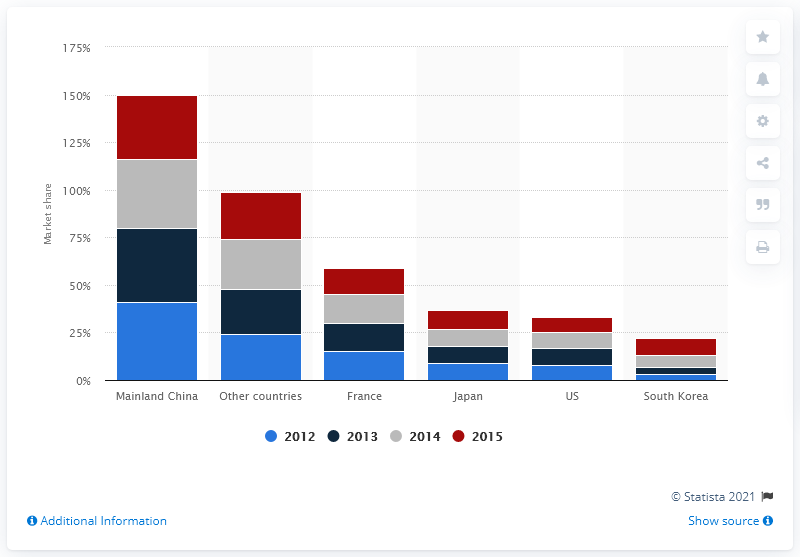 175%
150%
125%
100%
75%
50%
25%
0%
Market share
Mainland China Other countries France Japan US South Korea
2012 2013 2014 2015
© Statista 2021
Additional Information Show source